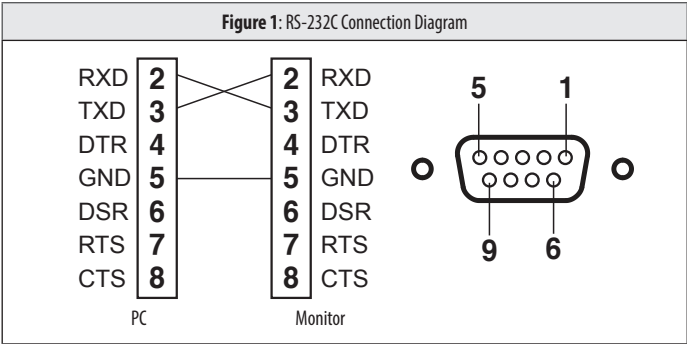 Figure 1: RS-232C Connection Diagram
RXD 2 2 RXD
TXD 3 3 TXD
DTR 4 4 DTR
GND 5 5 GND
DSR 6 6 DSR
RTS 7 7 RTS
CTS 8 8 CTS
PC Monitor
5 1
9 6